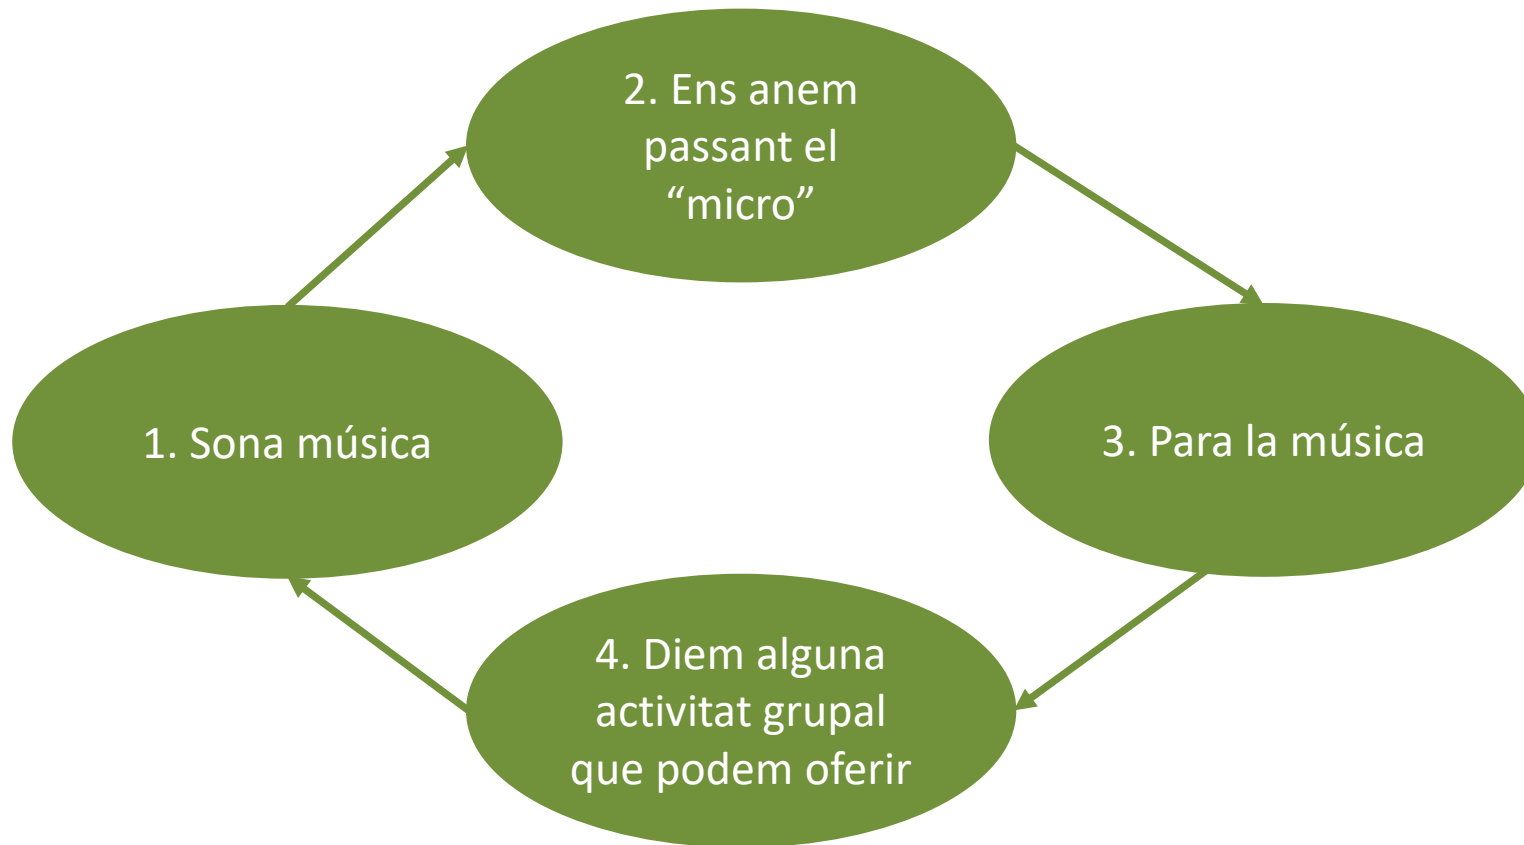 1. Sona música
2. Ens anem
passant el
“micro”
3. Para la música
4. Diem alguna
activitat grupal
que podem oferir